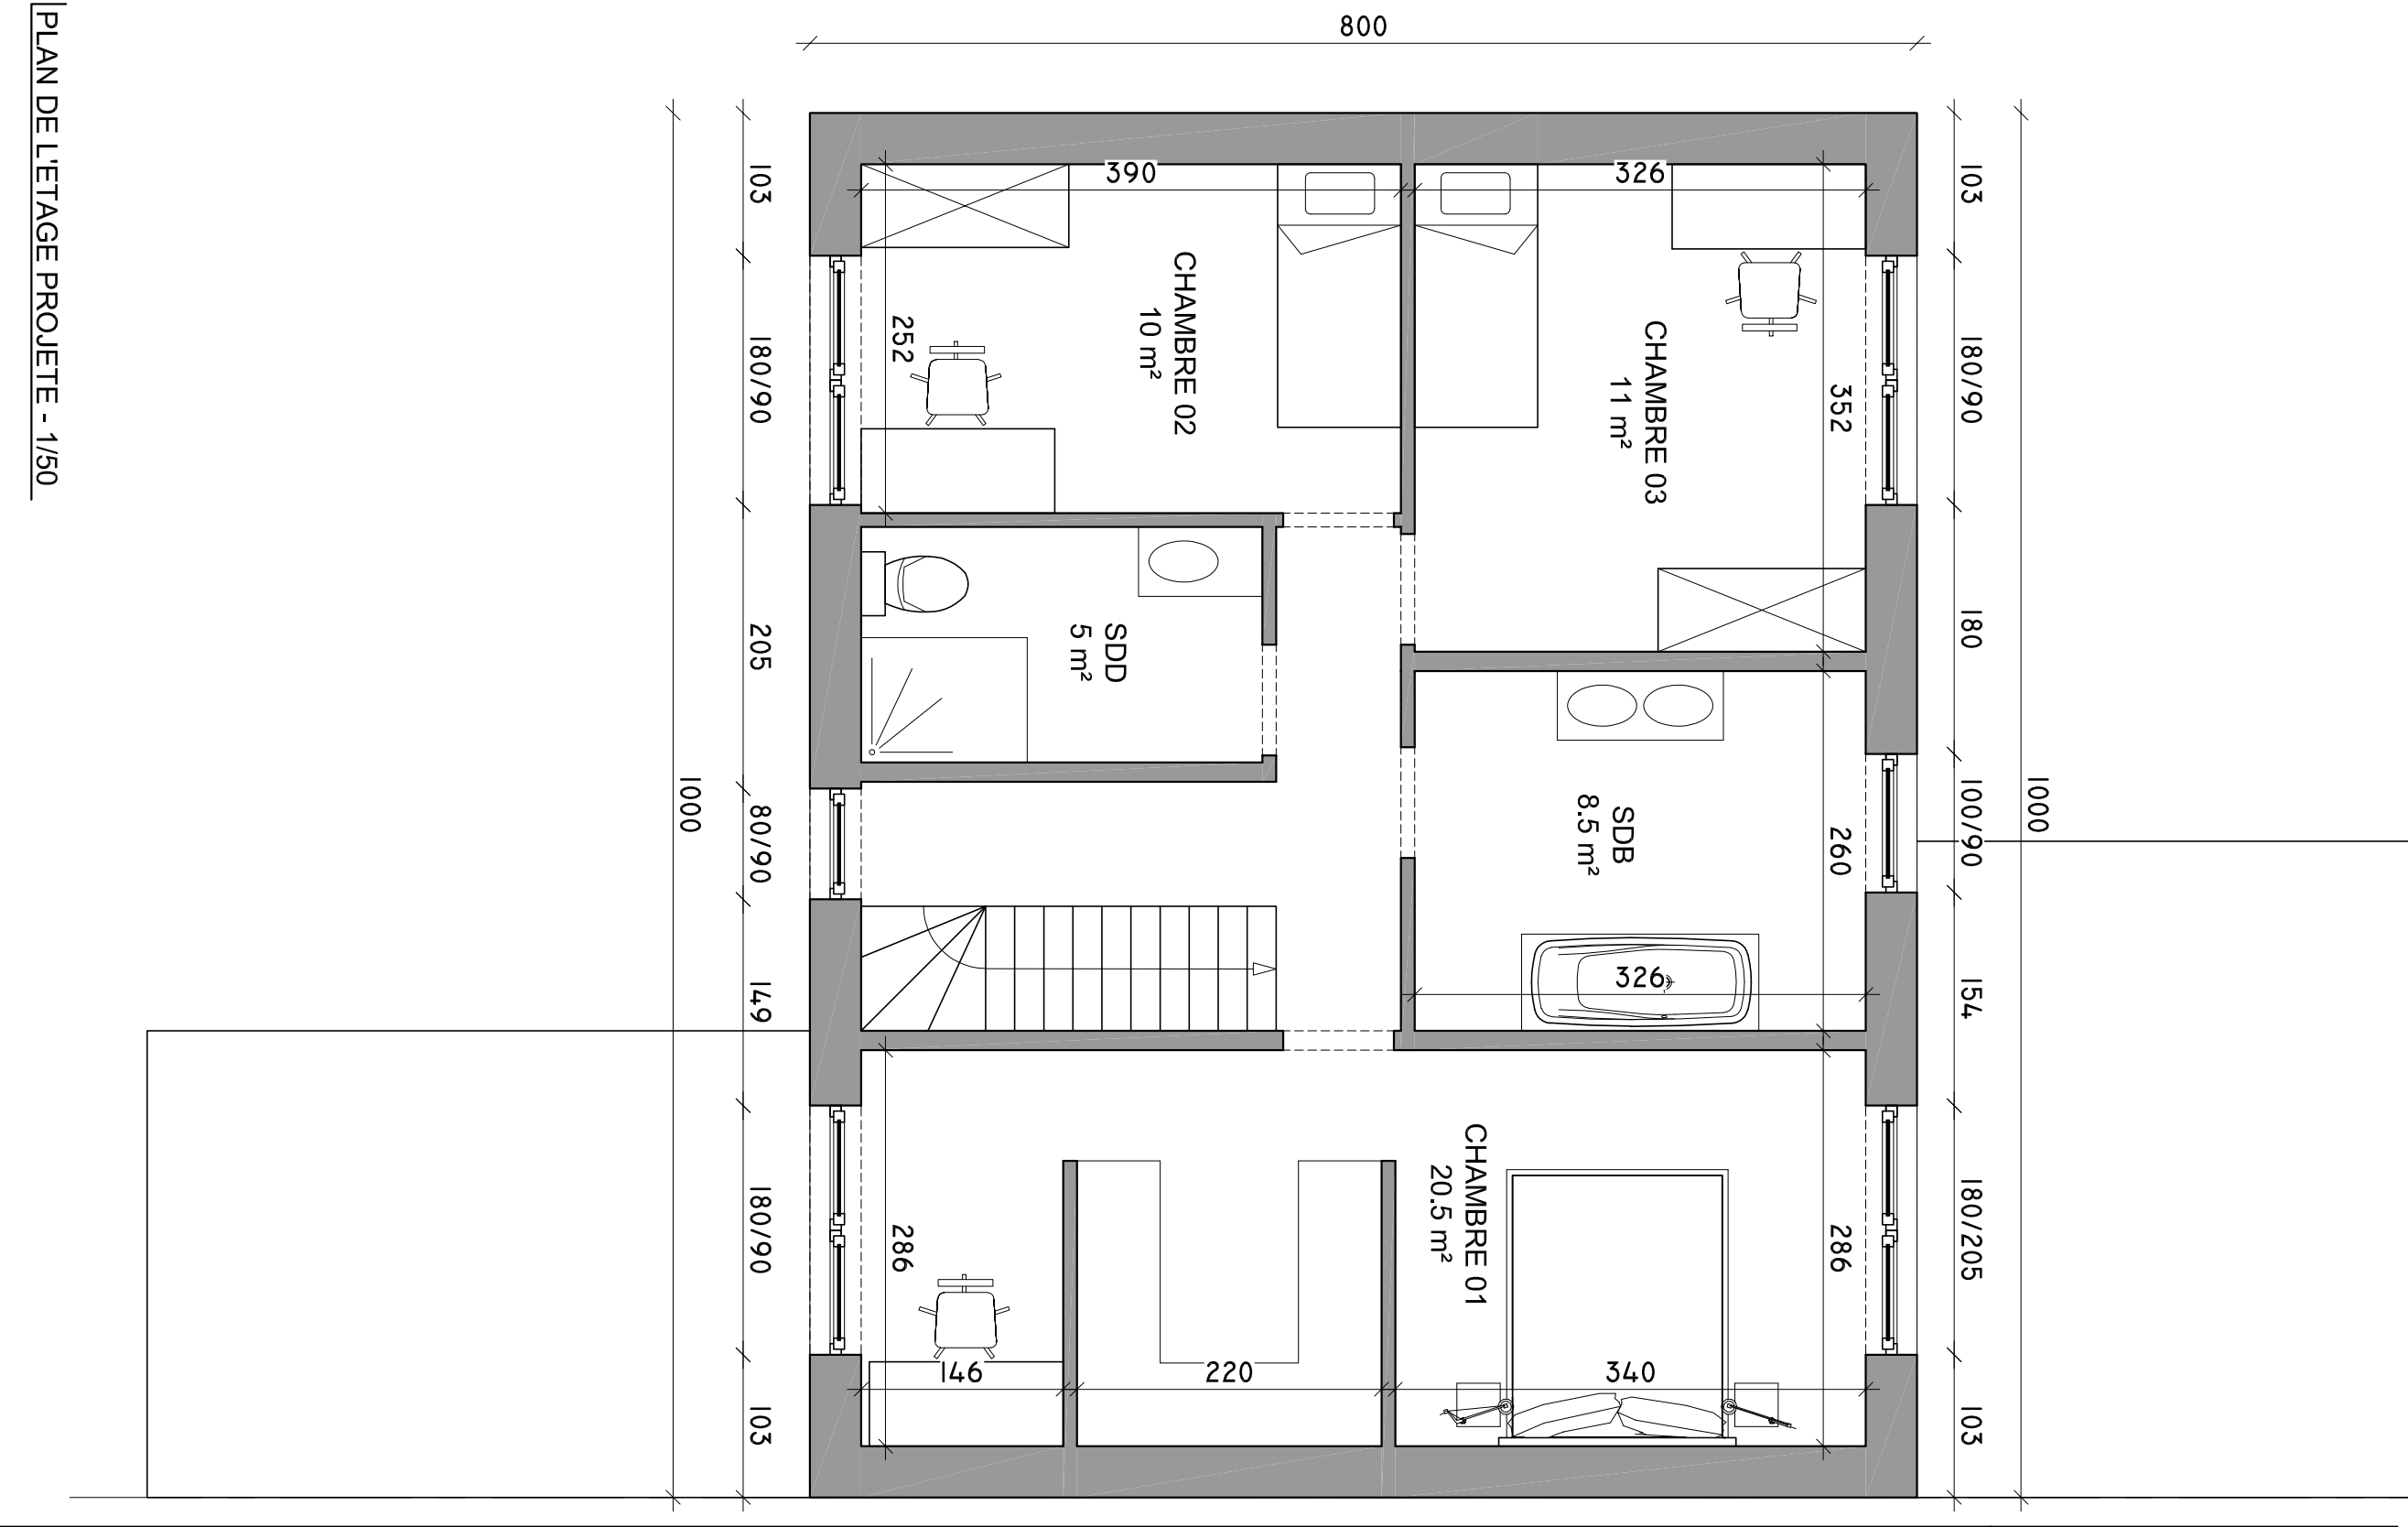 PLAN DE L'ETAGE PROJETE - 1/50
800
1000
103
180/90
205
80/90
149
180/90
103
390
326
CHAMBRE 02
10 m²
252
CHAMBRE 03
11 m²
352
SDD
5 m²
SDB
8.5 m²
260
326
CHAMBRE 01
20.5 m²
286
286
146
220
340
103
180/90
180
100/90
154
180/205
103
1000